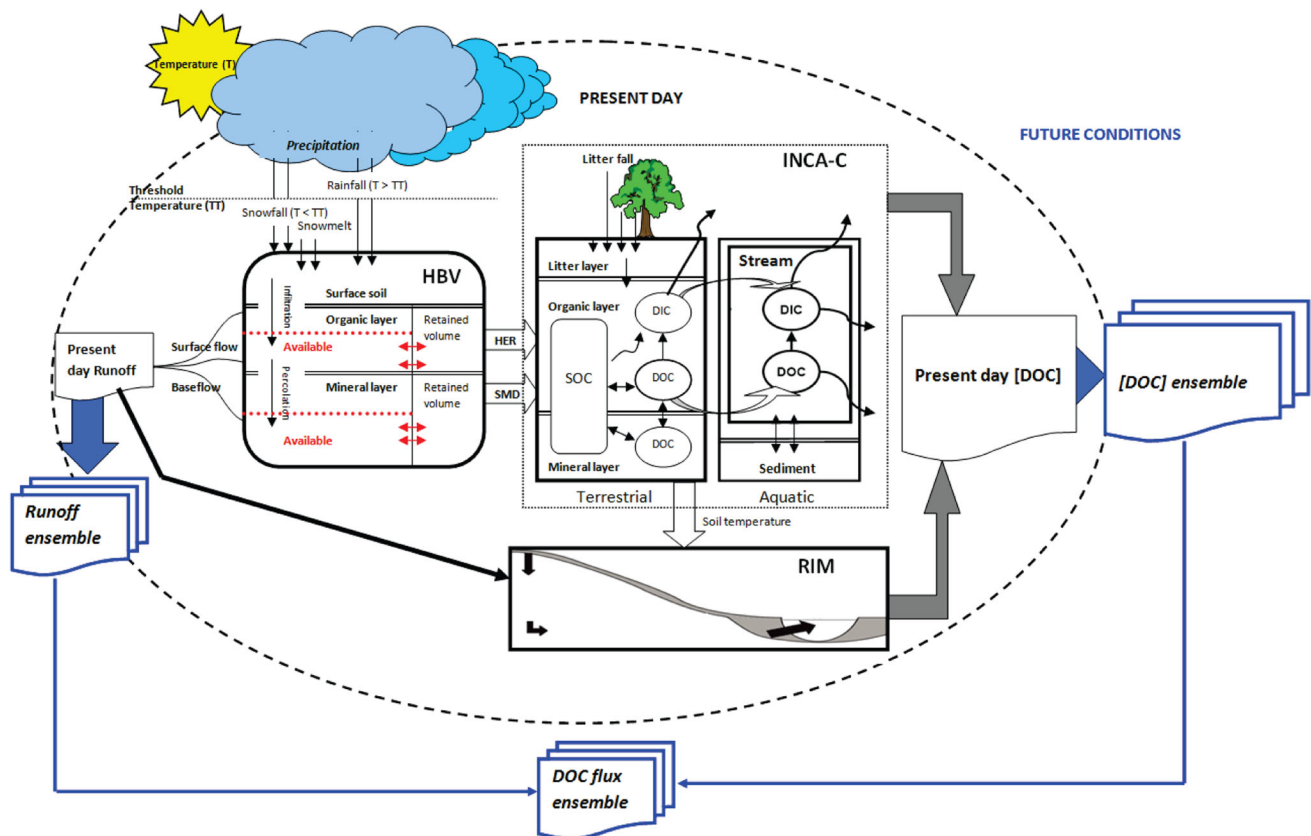 Temperature (T)
PRESENT DAY
FUTURE CONDITIONS
Precipitation
Litter fall
INCA-C
Rainfall (T > TT)
Threshold
Temperature (TT)
Snowfall (T < TT)
Snowmelt
HBV
Surface soil
Infiltration
Organic layer
Retained
volume
Available
Percolation
Mineral layer
Retained
volume
Available
Present
day Runoff
Surface flow
Baseflow
HER
SMD
Litter layer
Organic layer
DIC
SOC
DOC
DOC
Mineral layer
Terrestrial
Stream
DIC
DOC
Sediment
Aquatic
Soil temperature
RIM
Present day [DOC]
[DOC] ensemble
Runoff
ensemble
DOC flux
ensemble